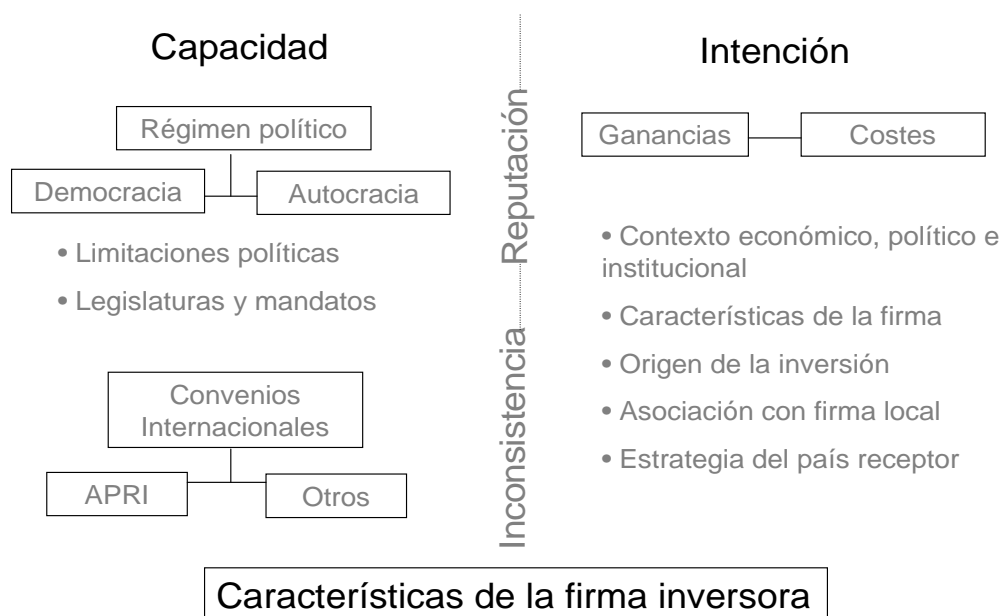 Capacidad
Régimen político
Democracia
Autocracia
• Limitaciones políticas
• Legislaturas y mandatos
Convenios
Internacionales
APRI
Otros
Reputación
Inconsistencia
Intención
Ganancias
Costes
• Contexto económico, político e
institucional
• Características de la firma
• Origen de la inversión
• Asociación con firma local
• Estrategia del país receptor
Características de la firma inversora